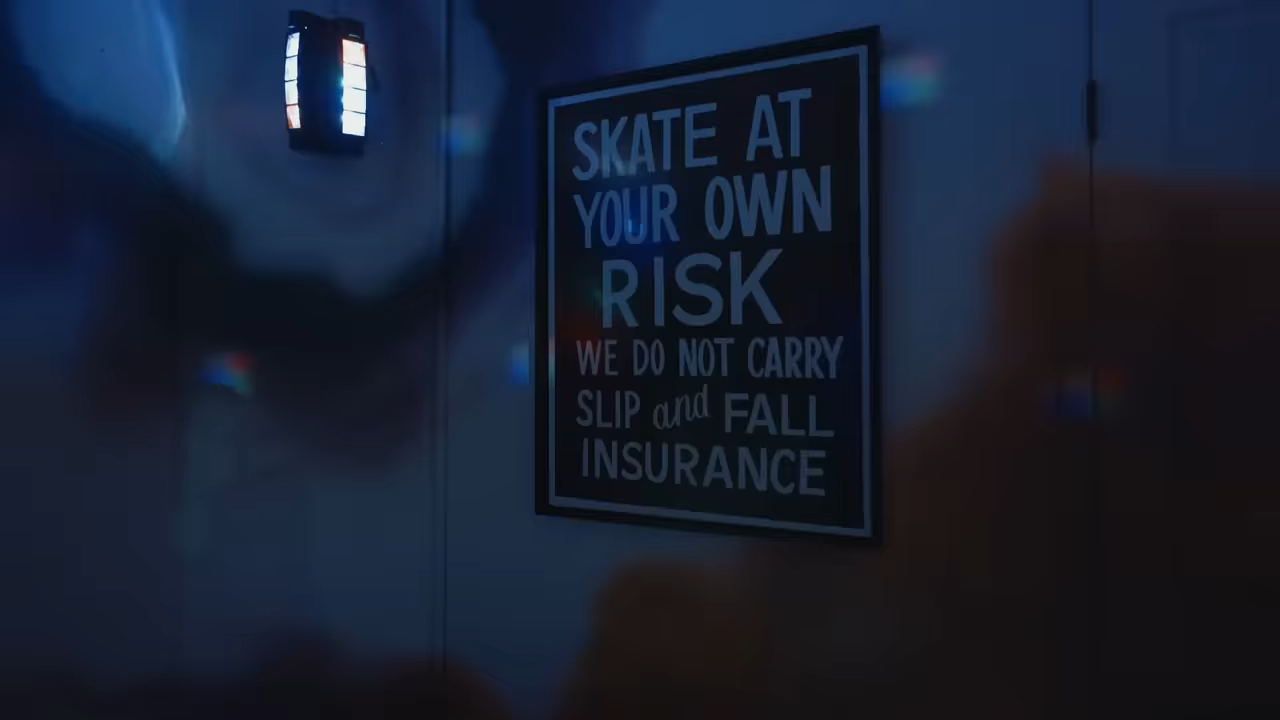 SKATE AT
YOUR OWN
RISK
WE DO NOT CARRY
SLIP and FALL
INSURANCE